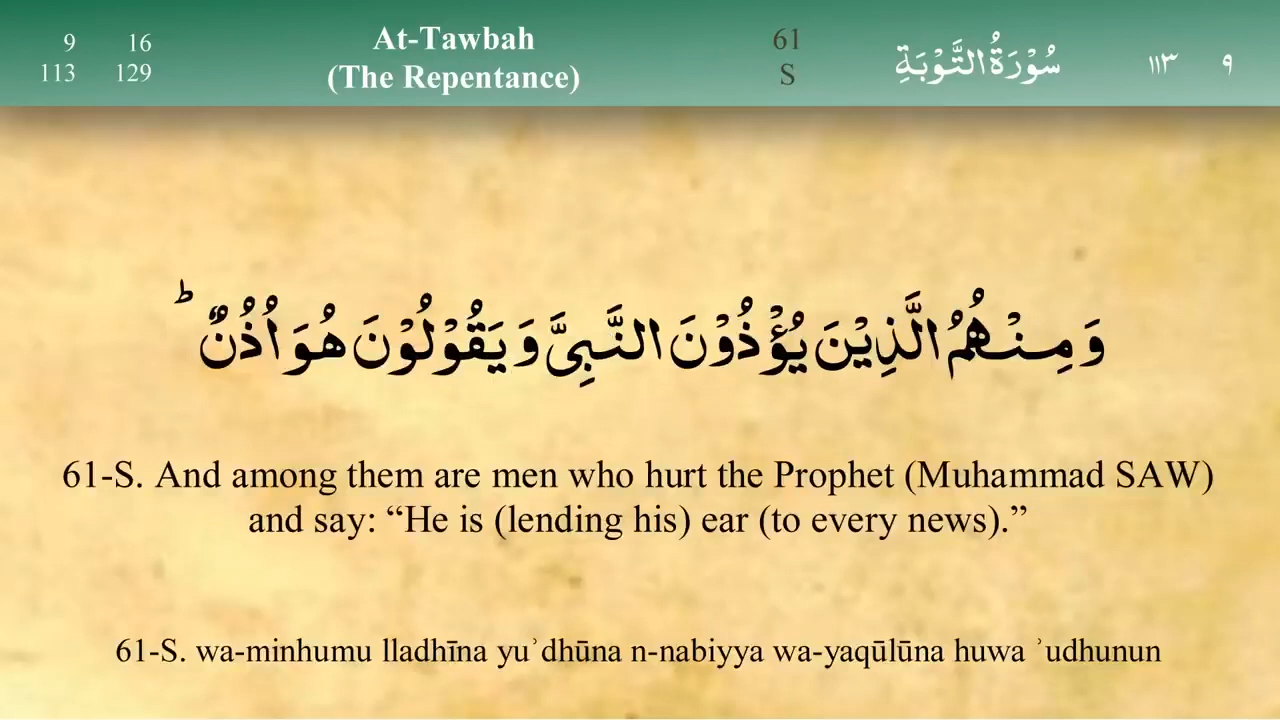 9 16 At-Tawbah 61 سُوْرَةُ التَّوْبَةِ ١١٣ ٩
113 129 (The Repentance) S
وَمِنْهُمُ الَّذِيْنَ يُؤْذُوْنَ النَّبِىَّ وَيَقُوْلُوْنَ هُوَ اُذُنٌ ؕ
61-S. And among them are men who hurt the Prophet (Muhammad SAW)
and say: “He is (lending his) ear (to every news).”
61-S. wa-minhumu lladhīna yuʾdhūna n-nabiyya wa-yaqūlūna huwa ʾudhunun